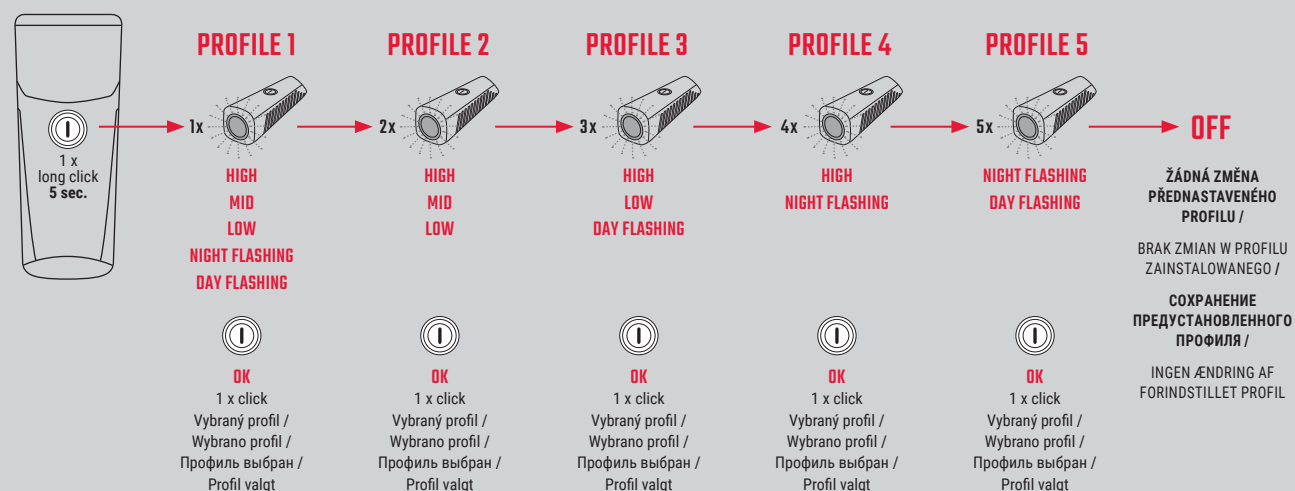 PROFILE 1
PROFILE 2
PROFILE 3
PROFILE 4
PROFILE 5
1 x
long click
5 sec.
1x
2x
3x
4x
5x
OFF
HIGH
MID
LOW
NIGHT FLASHING
DAY FLASHING
HIGH
MID
LOW
HIGH
LOW
DAY FLASHING
HIGH
NIGHT FLASHING
NIGHT FLASHING
DAY FLASHING
ŽÁDNÁ ZMĚNA
PŘEDNASTAVENÉHO
PROFILU /
BRAK ZMIAN W PROFILU
ZAINSTALOWANEGO /
СОХРАНЕНИЕ
ПРЕДУСТАНОВЛЕННОГО
ПРОФИЛЯ /
INGEN ÆNDRING AF
FORINDSTILLET PROFIL
OK
1 x click
Vybraný profil /
Wybrano profil /
Профиль выбран /
Profil valgt
OK
1 x click
Vybraný profil /
Wybrano profil /
Профиль выбран /
Profil valgt
OK
1 x click
Vybraný profil /
Wybrano profil /
Профиль выбран /
Profil valgt
OK
1 x click
Vybraný profil /
Wybrano profil /
Профиль выбран /
Profil valgt
OK
1 x click
Vybraný profil /
Wybrano profil /
Профиль выбран /
Profil valgt